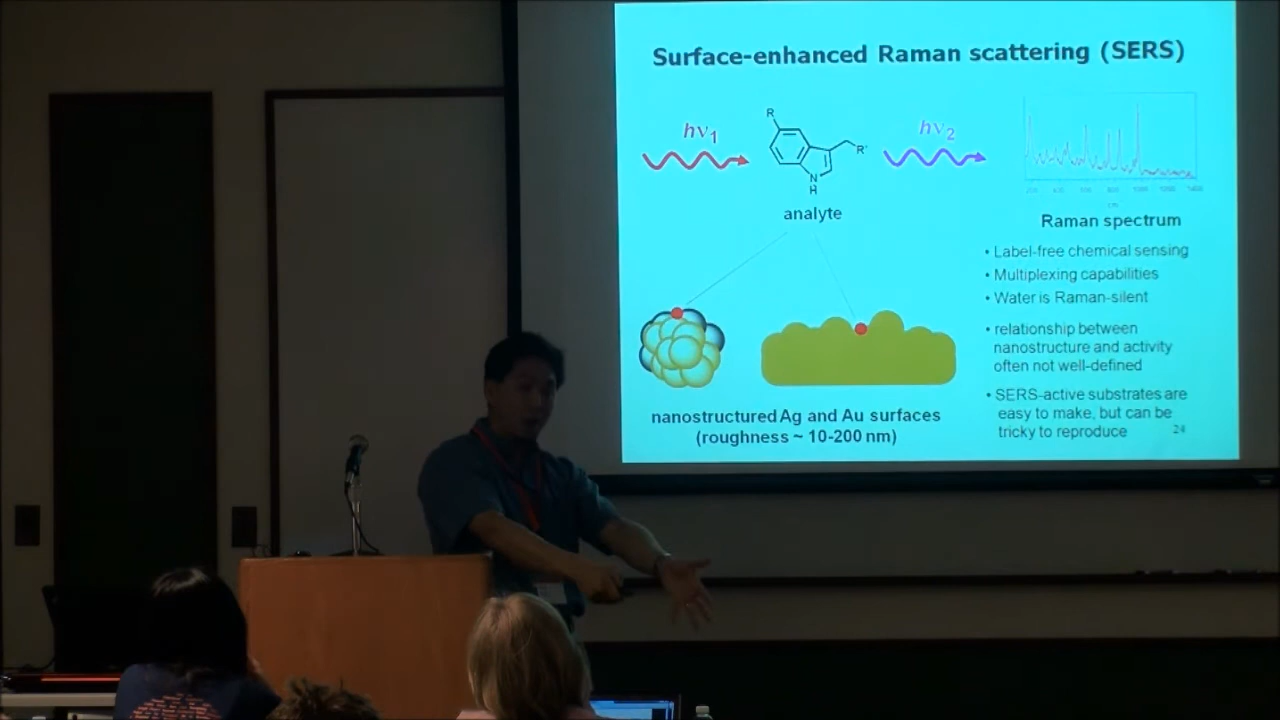 Surface-enhanced Raman scattering (SERS)
hν1
hν2
R
R'
N
H
analyte
Raman spectrum
• Label-free chemical sensing
• Multiplexing capabilities
• Water is Raman-silent
• relationship between
nanostructure and activity
often not well-defined
• SERS-active substrates are
easy to make, but can be
tricky to reproduce
24
nanostructured Ag and Au surfaces
(roughness ~ 10-200 nm)